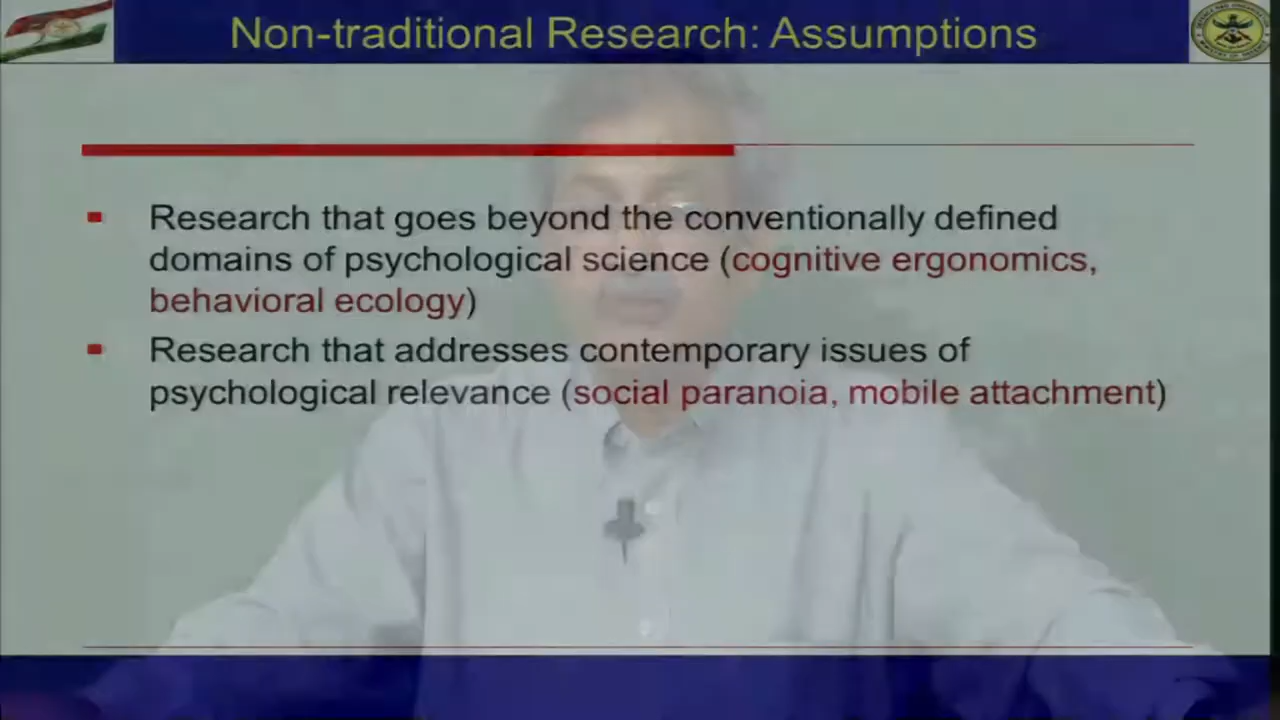 Non-traditional Research: Assumptions
Research that goes beyond the conventionally defined
domains of psychological science (cognitive ergonomics,
behavioral ecology)
Research that addresses contemporary issues of
psychological relevance (social paranoia, mobile attachment)